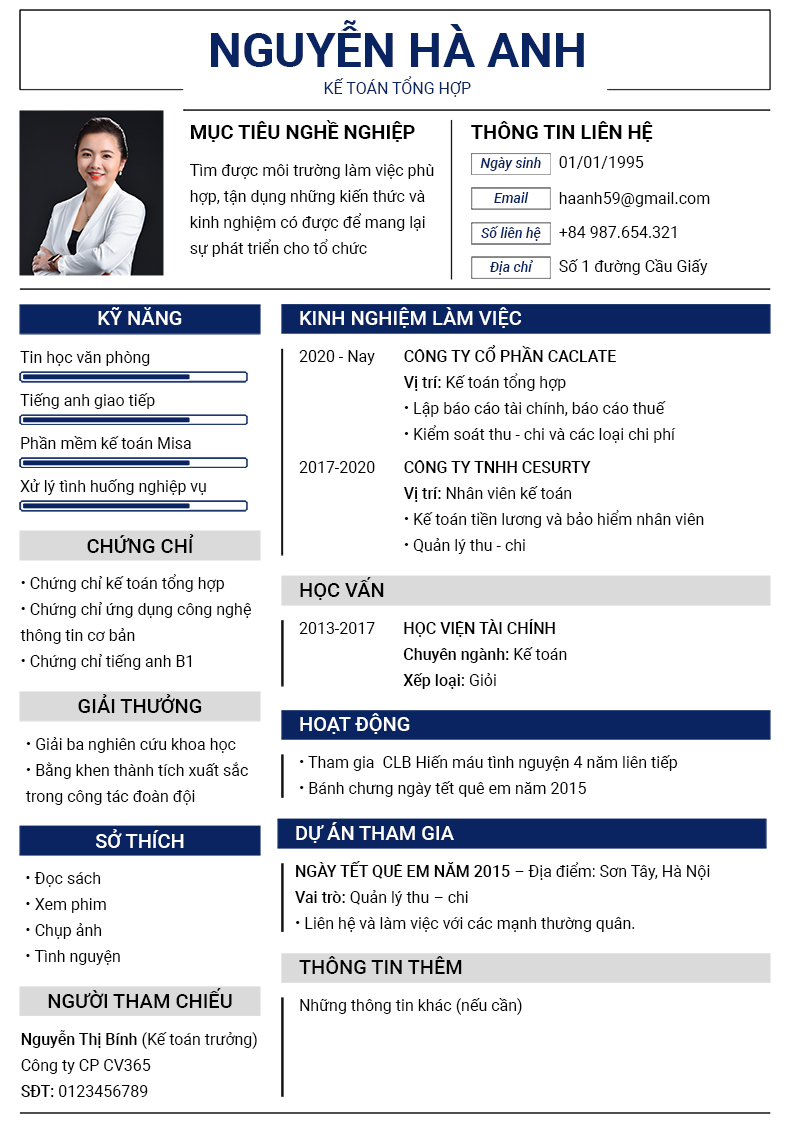 NGUYỄN HÀ ANH
KẾ TOÁN TỔNG HỢP
MỤC TIÊU NGHỀ NGHIỆP
Tìm được môi trường làm việc phù
hợp, tận dụng những kiến thức và
kinh nghiệm có được để mang lại
sự phát triển cho tổ chức
THÔNG TIN LIÊN HỆ
Ngày sinh 01/01/1995
Email haanh59@gmail.com
Số liên hệ +84 987.654.321
Địa chỉ Số 1 đường Cầu Giấy
KỸ NĂNG
Tin học văn phòng
Tiếng anh giao tiếp
Phần mềm kế toán Misa
Xử lý tình huống nghiệp vụ
CHỨNG CHỈ
• Chứng chỉ kế toán tổng hợp
• Chứng chỉ ứng dụng công nghệ
thông tin cơ bản
• Chứng chỉ tiếng anh B1
GIẢI THƯỞNG
• Giải ba nghiên cứu khoa học
• Bằng khen thành tích xuất sắc
trong công tác đoàn đội
SỞ THÍCH
• Đọc sách
• Xem phim
• Chụp ảnh
• Tình nguyện
NGƯỜI THAM CHIẾU
Nguyễn Thị Bính (Kế toán trưởng)
Công ty CP CV365
SĐT: 0123456789
KINH NGHIỆM LÀM VIỆC
2020 - Nay CÔNG TY CỔ PHẦN CACLATE
Vị trí: Kế toán tổng hợp
• Lập báo cáo tài chính, báo cáo thuế
• Kiểm soát thu - chi và các loại chi phí
2017-2020 CÔNG TY TNHH CESURTY
Vị trí: Nhân viên kế toán
• Kế toán tiền lương và bảo hiểm nhân viên
• Quản lý thu - chi
HỌC VẤN
2013-2017 HỌC VIỆN TÀI CHÍNH
Chuyên ngành: Kế toán
Xếp loại: Giỏi
HOẠT ĐỘNG
• Tham gia  CLB Hiến máu tình nguyện 4 năm liên tiếp
• Bánh chưng ngày tết quê em năm 2015
DỰ ÁN THAM GIA
NGÀY TẾT QUÊ EM NĂM 2015 – Địa điểm: Sơn Tây, Hà Nội
Vai trò: Quản lý thu – chi
• Liên hệ và làm việc với các mạnh thường quân.
THÔNG TIN THÊM
Những thông tin khác (nếu cần)